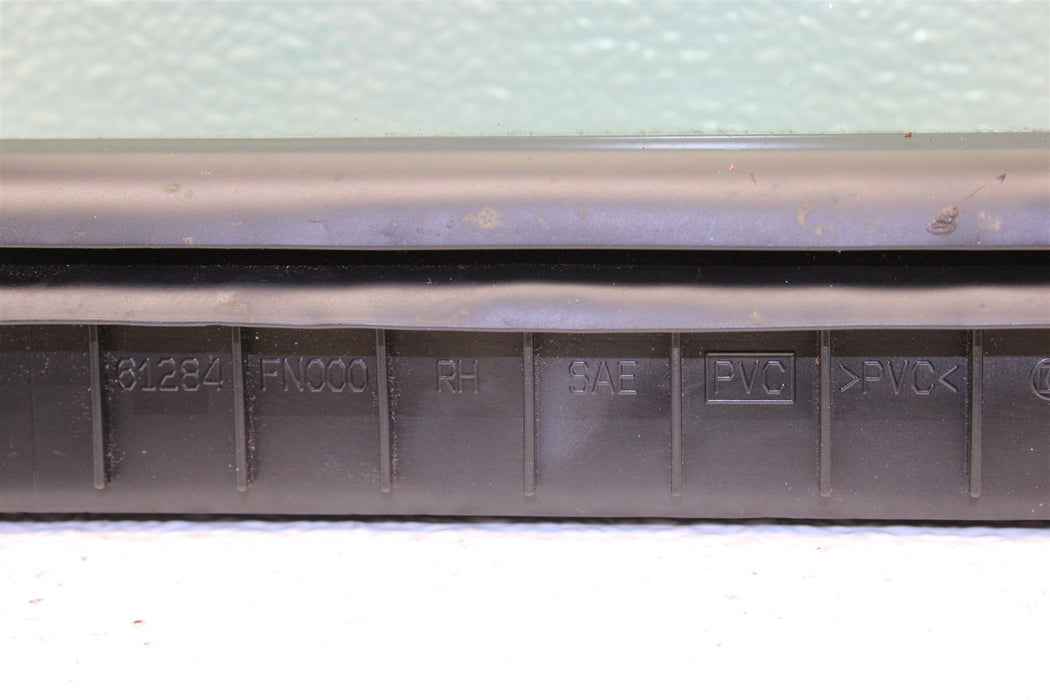 61284 FN000 RH SAE PVC >PVC<